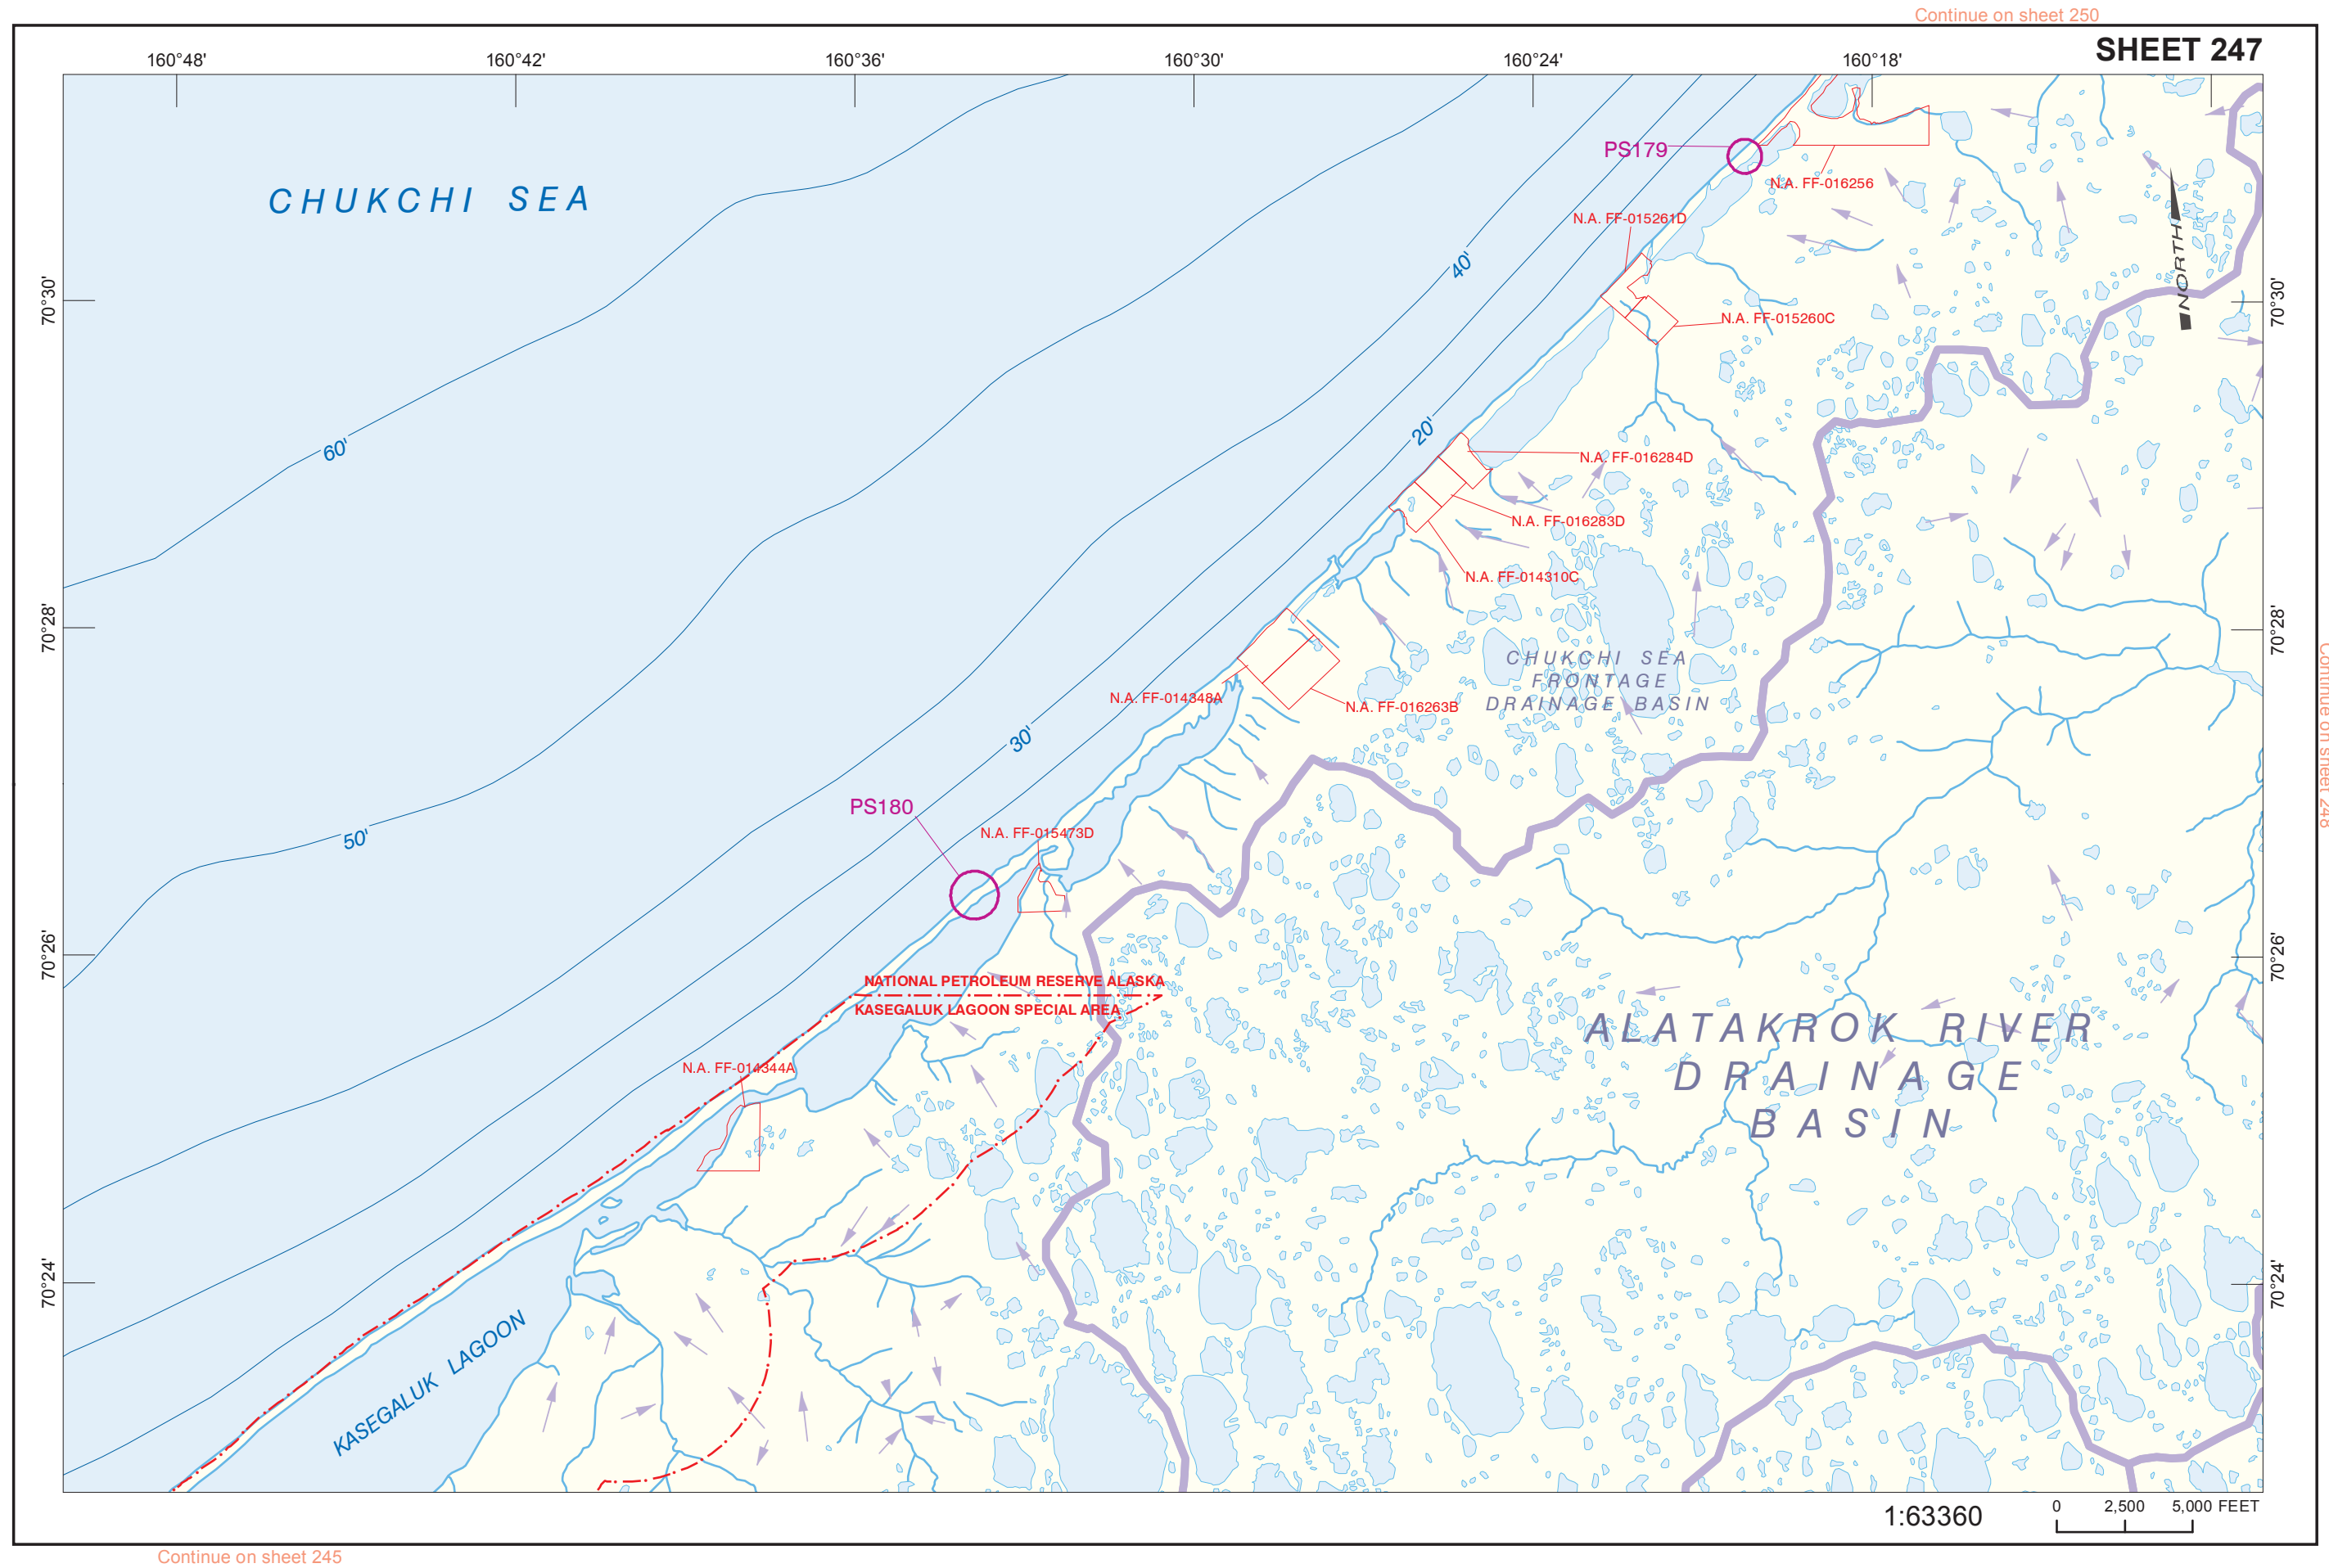 Continue on sheet 250
SHEET 247
160°48'
160°42'
160°36'
160°30'
160°24'
160°18'
CHUKCHI SEA
PS179
N.A. FF-016256
N.A. FF-015261D
NORTH
40'
70°30'
70°30'
N.A. FF-015260C
60'
20'
N.A. FF-016284D
N.A. FF-016283D
N.A. FF-014310C
70°28'
70°28'
CHUKCHI SEA
FRONTAGE
DRAINAGE BASIN
N.A. FF-014348A
N.A. FF-016263B
Continue on sheet 248
30'
PS180
N.A. FF-015473D
50'
70°26'
70°26'
NATIONAL PETROLEUM RESERVE ALASKA
KASEGALUK LAGOON SPECIAL AREA
ALATAKROK RIVER
DRAINAGE
BASIN
N.A. FF-014344A
70°24'
70°24'
KASEGALUK LAGOON
1:63360
0 2,500 5,000 FEET
Continue on sheet 245